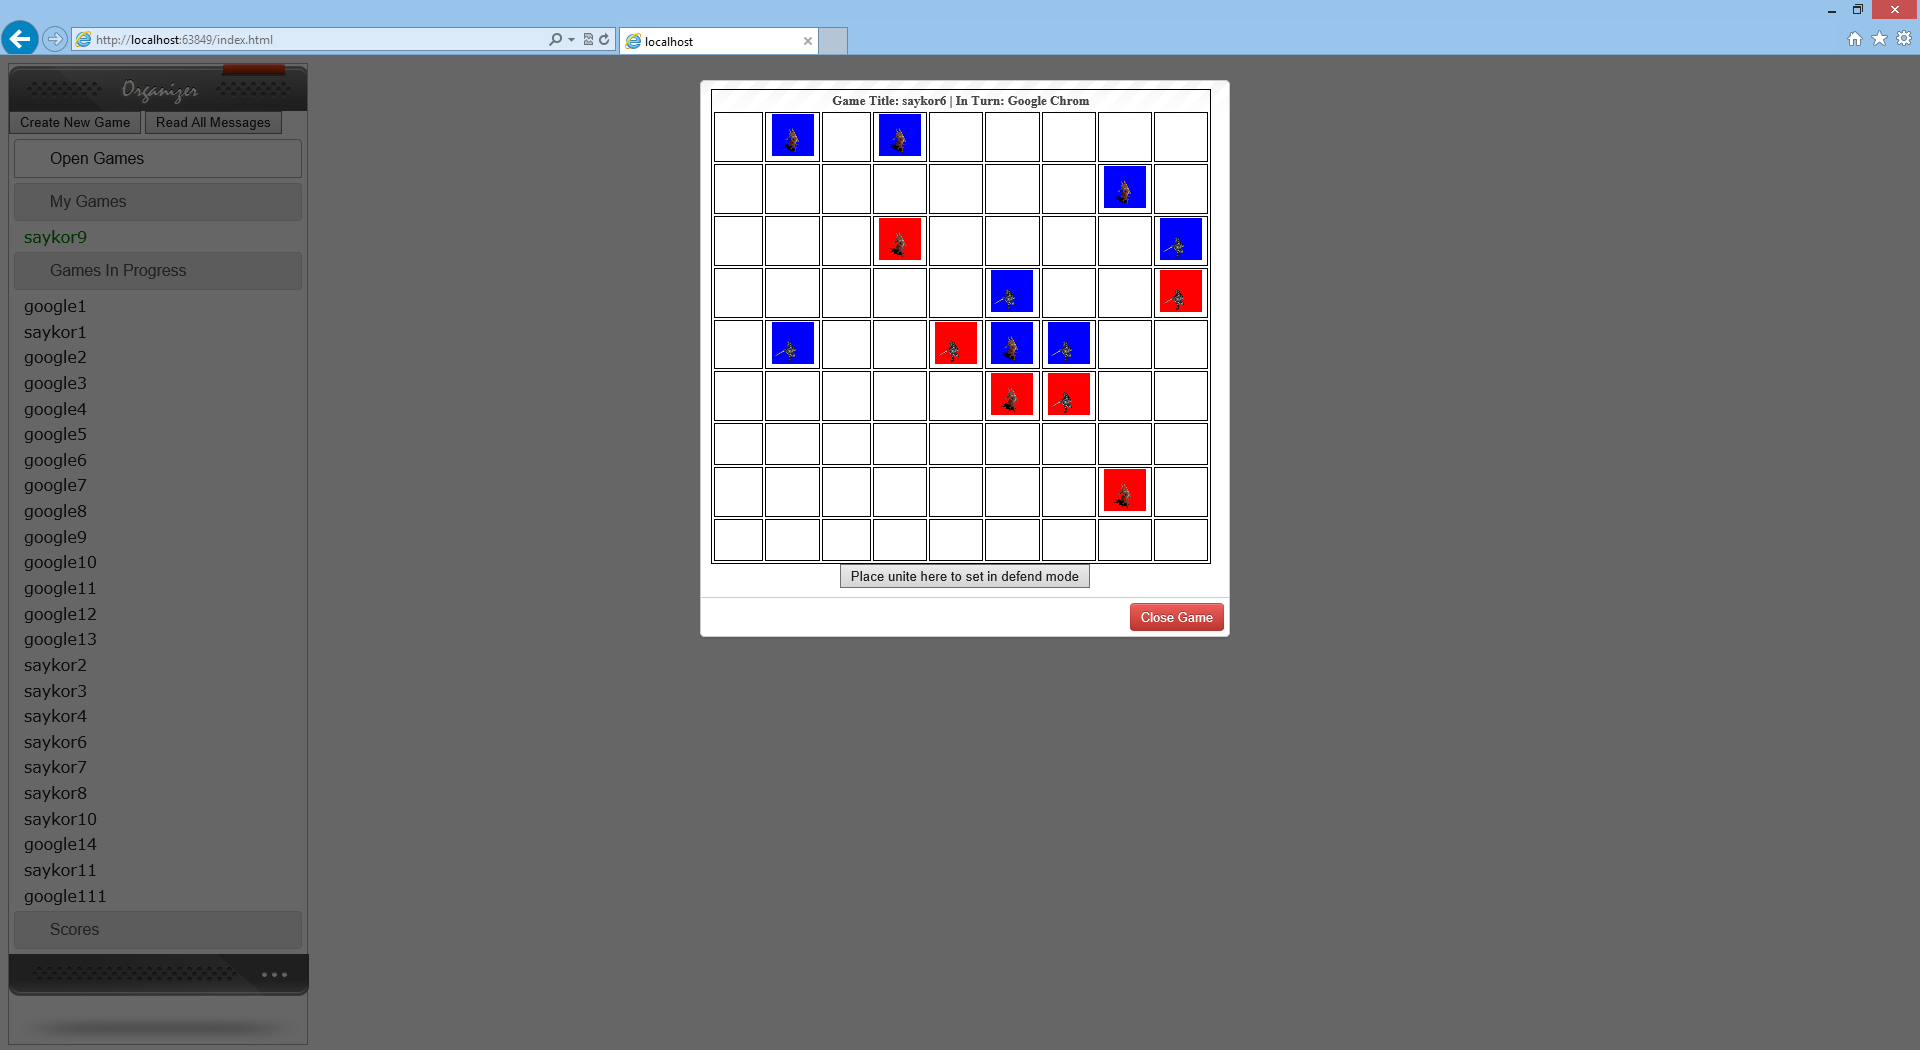 http://localhost:63849/index.html
localhost
Organizer
Create New Game Read All Messages
Open Games
My Games
saykor9
Games In Progress
google1
saykor1
google2
google3
google4
google5
google6
google7
google8
google9
google10
google11
google12
google13
saykor2
saykor3
saykor4
saykor6
saykor7
saykor8
saykor10
google14
saykor11
google111
Scores
Game Title: saykor6 | In Turn: Google Chrom
Place unite here to set in defend mode
Close Game